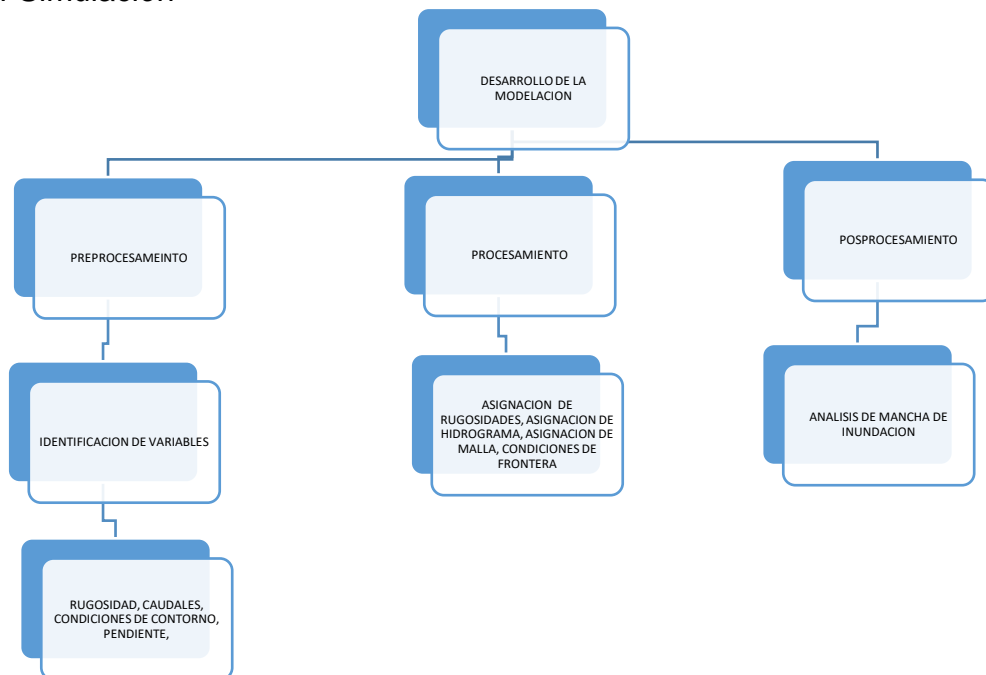 DESARROLLO DE LA
MODELACION
PREPROCESAMEINTO
PROCESAMIENTO
POSPROCESAMIENTO
IDENTIFICACION DE VARIABLES
ASIGNACION DE
RUGOSIDADES, ASIGNACION DE
HIDROGRAMA, ASIGNACION DE
MALLA, CONDICIONES DE
FRONTERA
ANALISIS DE MANCHA DE
INUNDACION
RUGOSIDAD, CAUDALES,
CONDICIONES DE CONTORNO,
PENDIENTE,